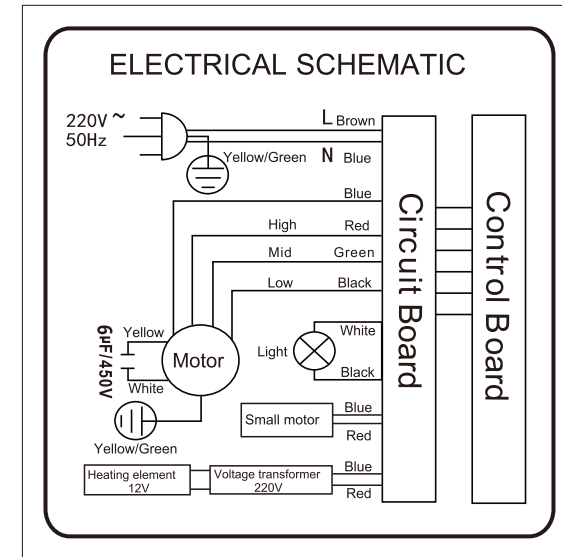 ELECTRICAL SCHEMATIC
220V ~
50Hz
L Brown
Yellow/Green
N Blue
Blue
High Red
Mid Green
Low Black
Circuit Board
Control Board
6µF/450V
Yellow
White
Motor
Light
White
Black
Yellow/Green
Small motor
Blue
Red
Heating element
12V
Voltage transformer
220V
Blue
Red